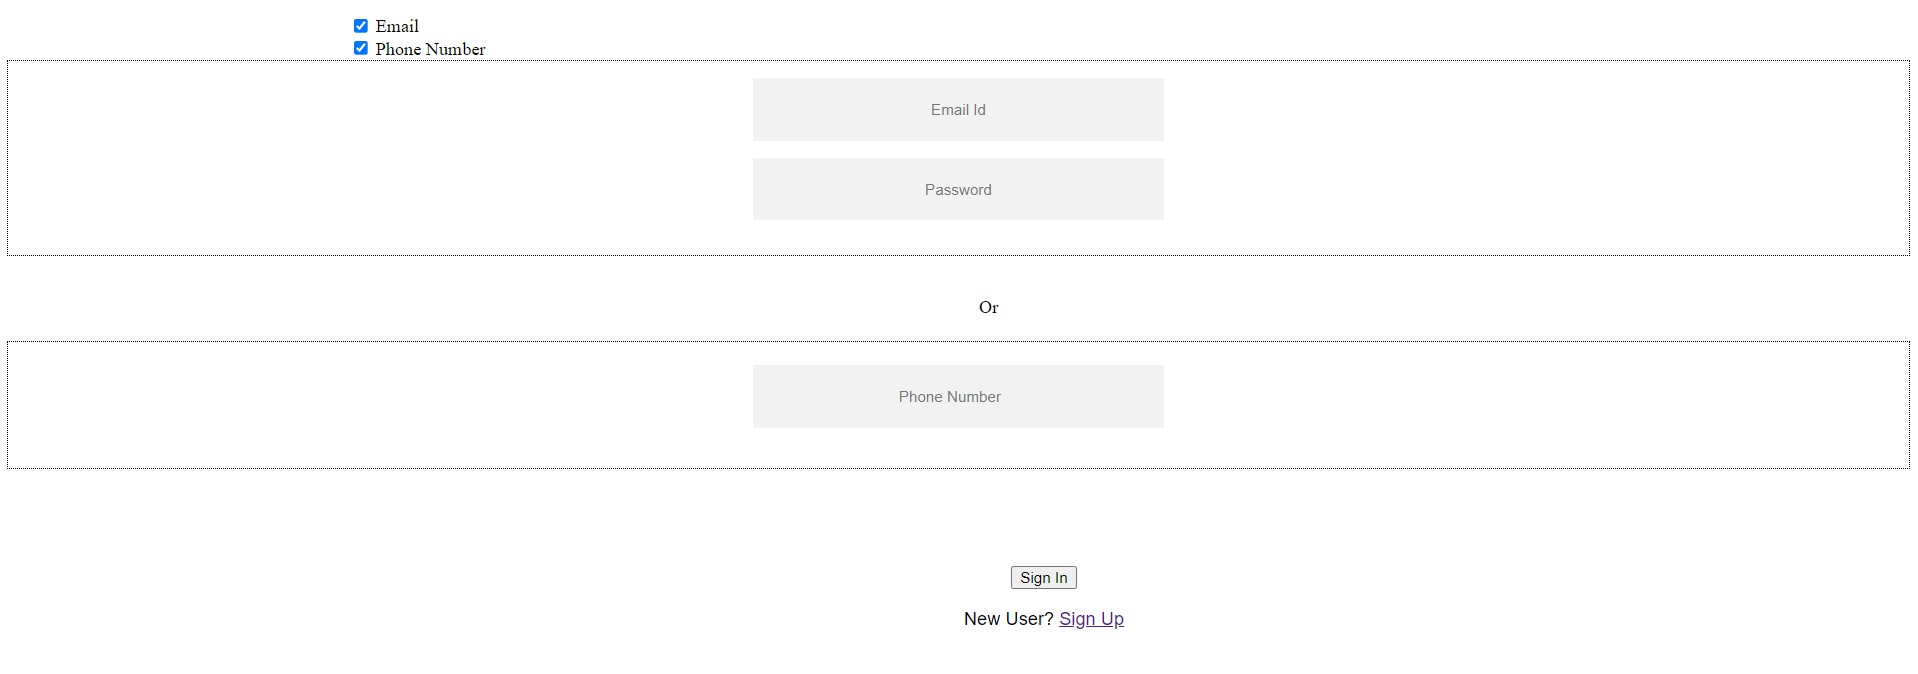 Email
Phone Number
Email Id
Password
Or
Phone Number
Sign In
New User? Sign Up